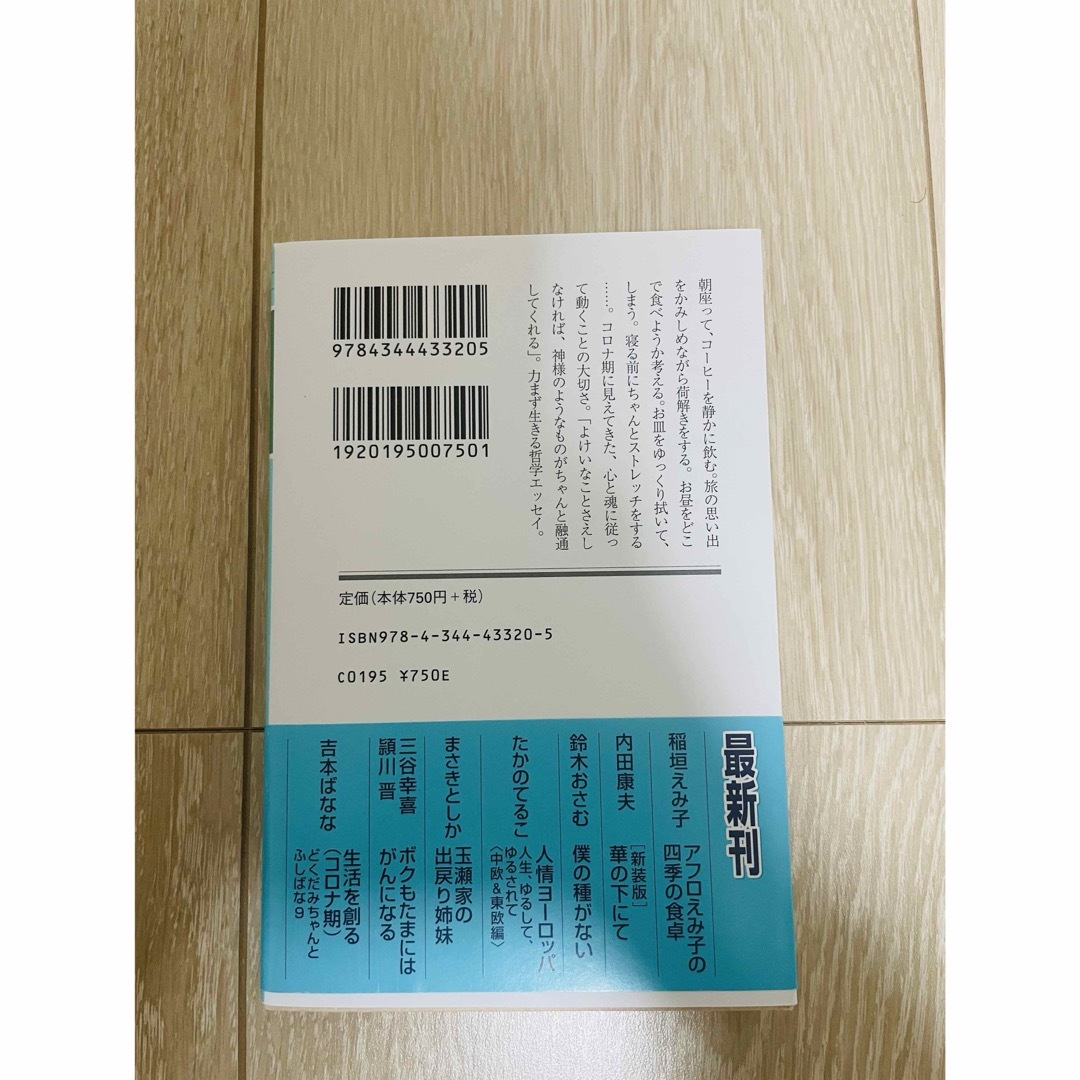 朝座って、コーヒーを静かに飲む。旅の思い出
をかみしめながら荷解きをする。お昼をどこ
で食べようか考える。お皿をゆっくり拭いて、
しまう。寝る前にちゃんとストレッチをする
……。コロナ期に見えてきた、心と魂に従っ
て動くことの大切さ。「よけいなことさえし
なければ、神様のようなものがちゃんと融通
してくれる」。力まず生きる哲学エッセイ。
9784344433205
1920195007501
定価(本体750円+税)
ISBN978-4-344-43320-5
C0195 ¥750E
最新刊
稲垣えみ子
アフロえみ子の
四季の食卓
内田康夫
[新装版]
華の下にて
鈴木おさむ
僕の種がない
たかのてるこ
人情ヨーロッパ
人生、ゆるして、
ゆるされて
〈中欧&東欧編〉
まさきとしか
玉瀬家の
出戻り姉妹
三谷幸喜
頴川 晋
ボクもたまには
がんになる
吉本ばなな
生活を創る
(コロナ期)
どくだみちゃんと
ふしばな9